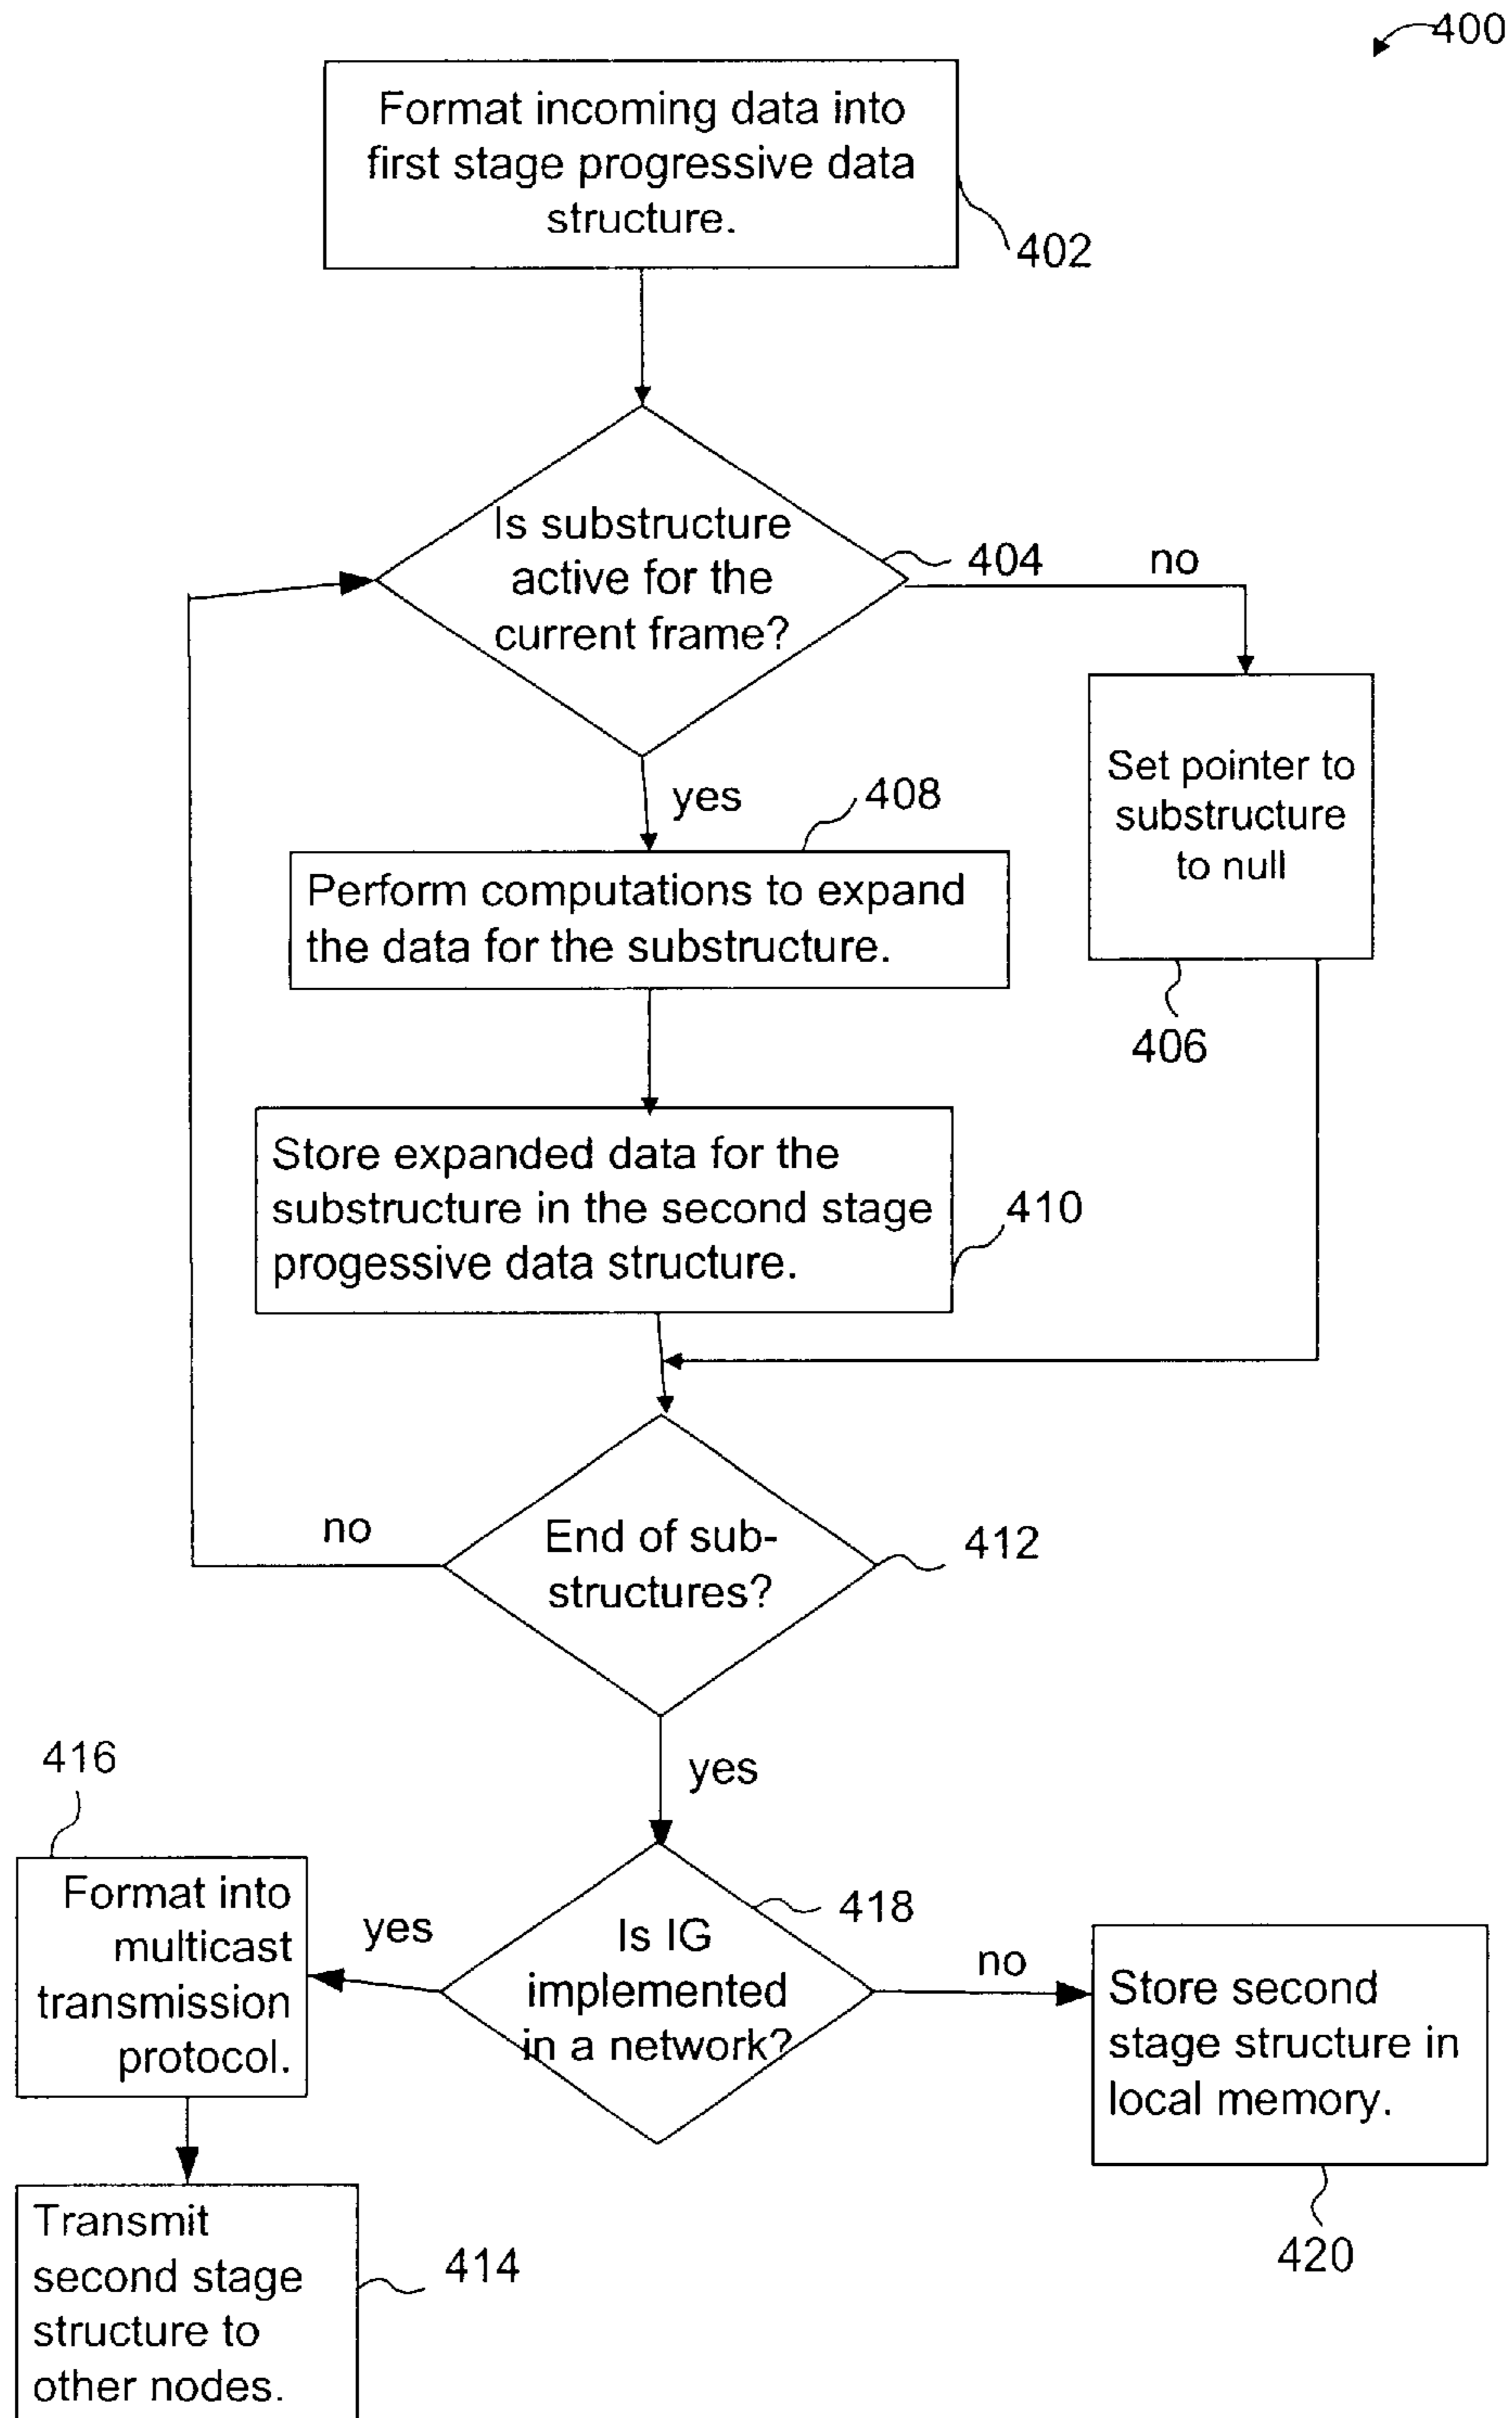 400
Format incoming data into
first stage progressive data
structure.
402
Is substructure
active for the
current frame?
404
no
Set pointer to
substructure
to null
406
yes
408
Perform computations to expand
the data for the substructure.
Store expanded data for the
substructure in the second stage
progessive data structure.
410
End of sub-
structures?
412
no
yes
416
Format into
multicast
transmission
protocol.
yes
Is IG
implemented
in a network?
418
no
Store second
stage structure in
local memory.
420
Transmit
second stage
structure to
other nodes.
414